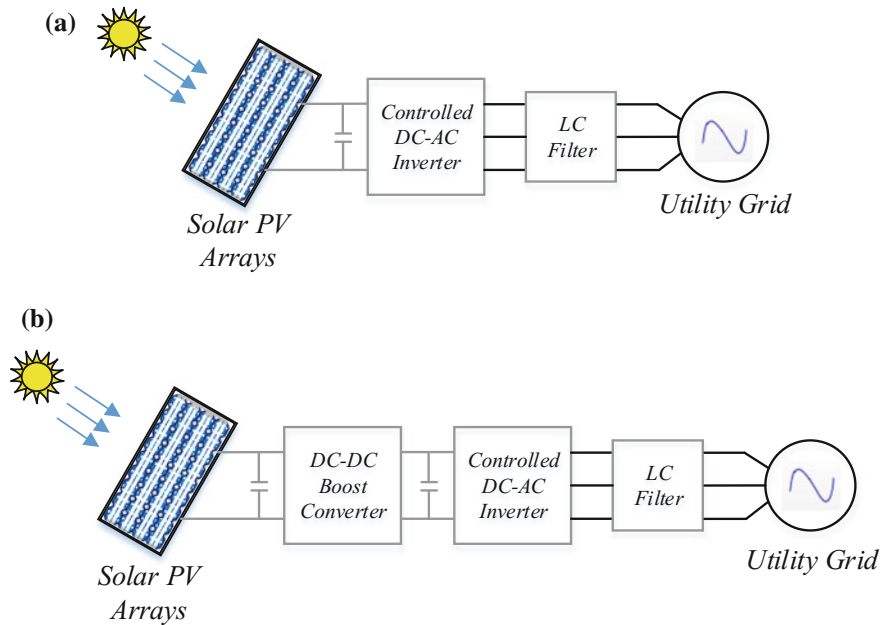 (a)
Controlled
DC-AC
Inverter
LC
Filter
Solar PV
Arrays
Utility Grid
(b)
DC-DC
Boost
Converter
Controlled
DC-AC
Inverter
LC
Filter
Solar PV
Arrays
Utility Grid